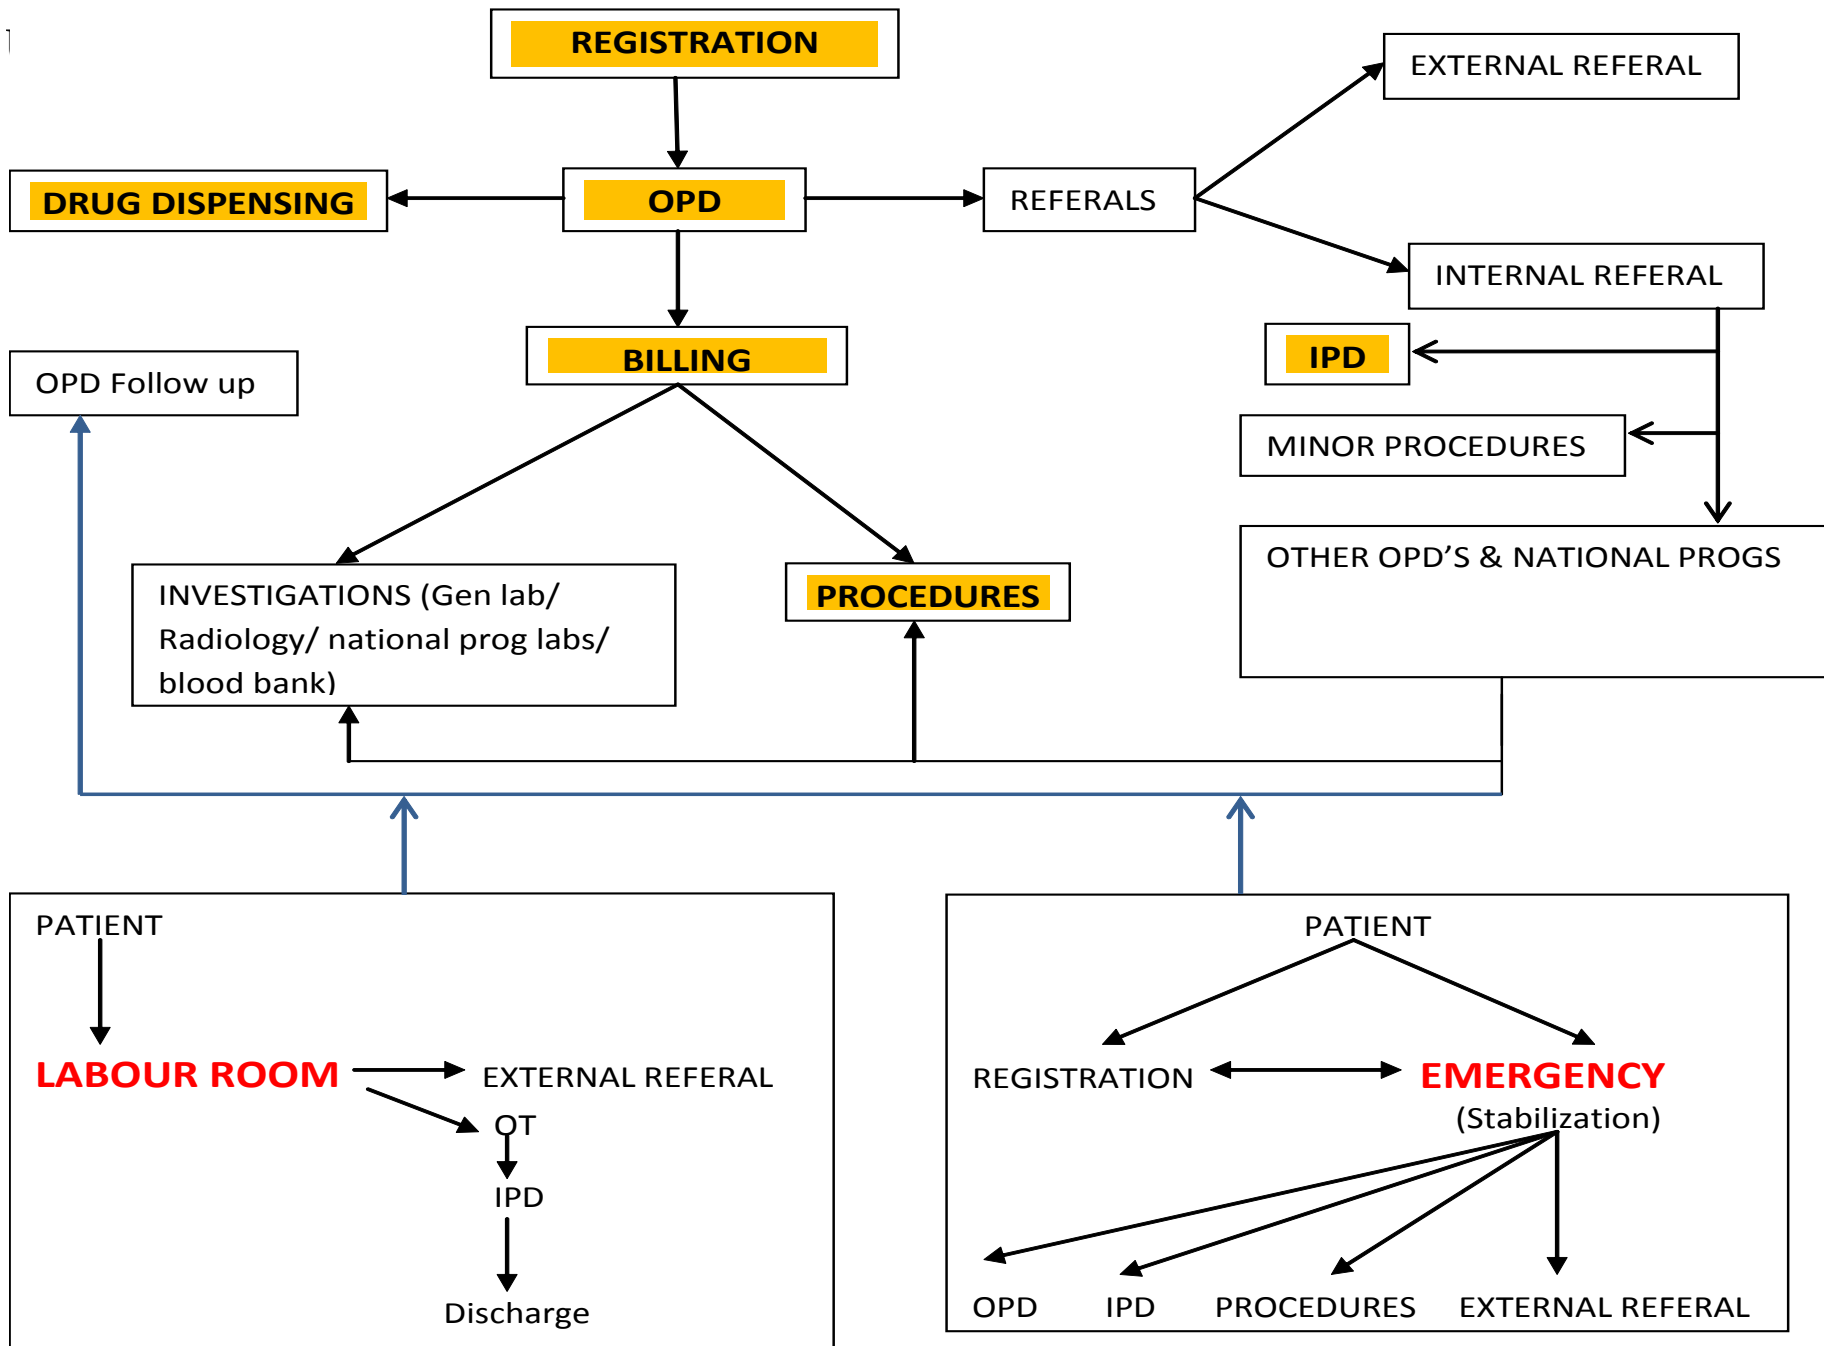 REGISTRATION
EXTERNAL REFERAL
DRUG DISPENSING
OPD
REFERALS
INTERNAL REFERAL
BILLING
IPD
OPD Follow up
MINOR PROCEDURES
OTHER OPD'S & NATIONAL PROGS
INVESTIGATIONS (Gen lab/
Radiology/ national prog labs/
blood bank)
PROCEDURES
PATIENT
LABOUR ROOM
EXTERNAL REFERAL
OT
IPD
Discharge
PATIENT
REGISTRATION
EMERGENCY
(Stabilization)
OPD
IPD
PROCEDURES
EXTERNAL REFERAL